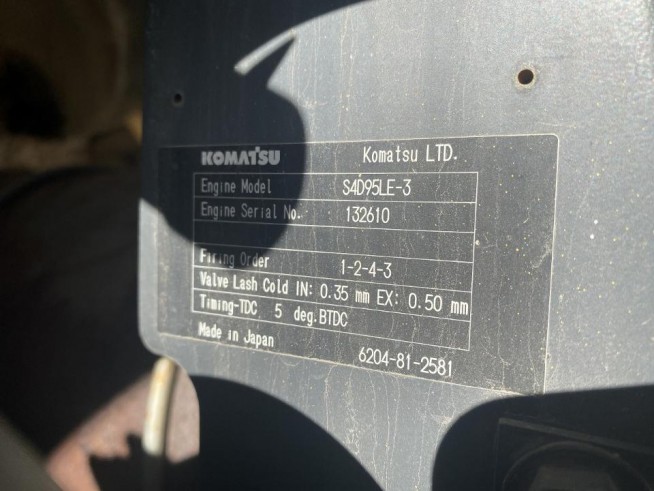 KOMATSU Komatsu LTD.
Engine Model S4D95LE-3
Engine Serial No. 132610
Firing Order 1-2-4-3
Valve Lash Cold IN: 0.35 mm EX: 0.50 mm
Timing-TDC 5 deg.BTDC
Made in Japan 6204-81-2581